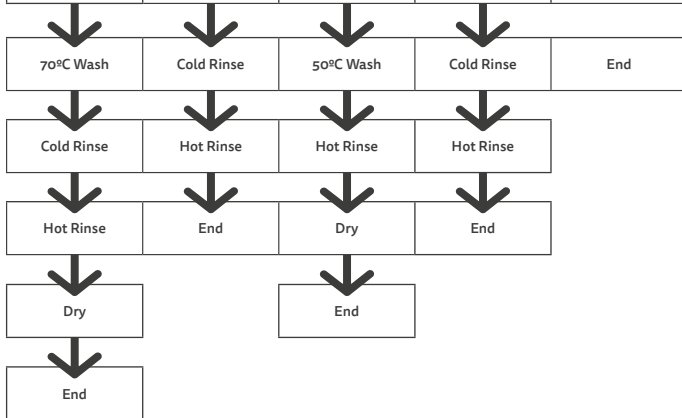 70ºC Wash
Cold Rinse
50ºC Wash
Cold Rinse
End
Cold Rinse
Hot Rinse
Hot Rinse
Hot Rinse
Hot Rinse
End
Dry
End
Dry
End
End